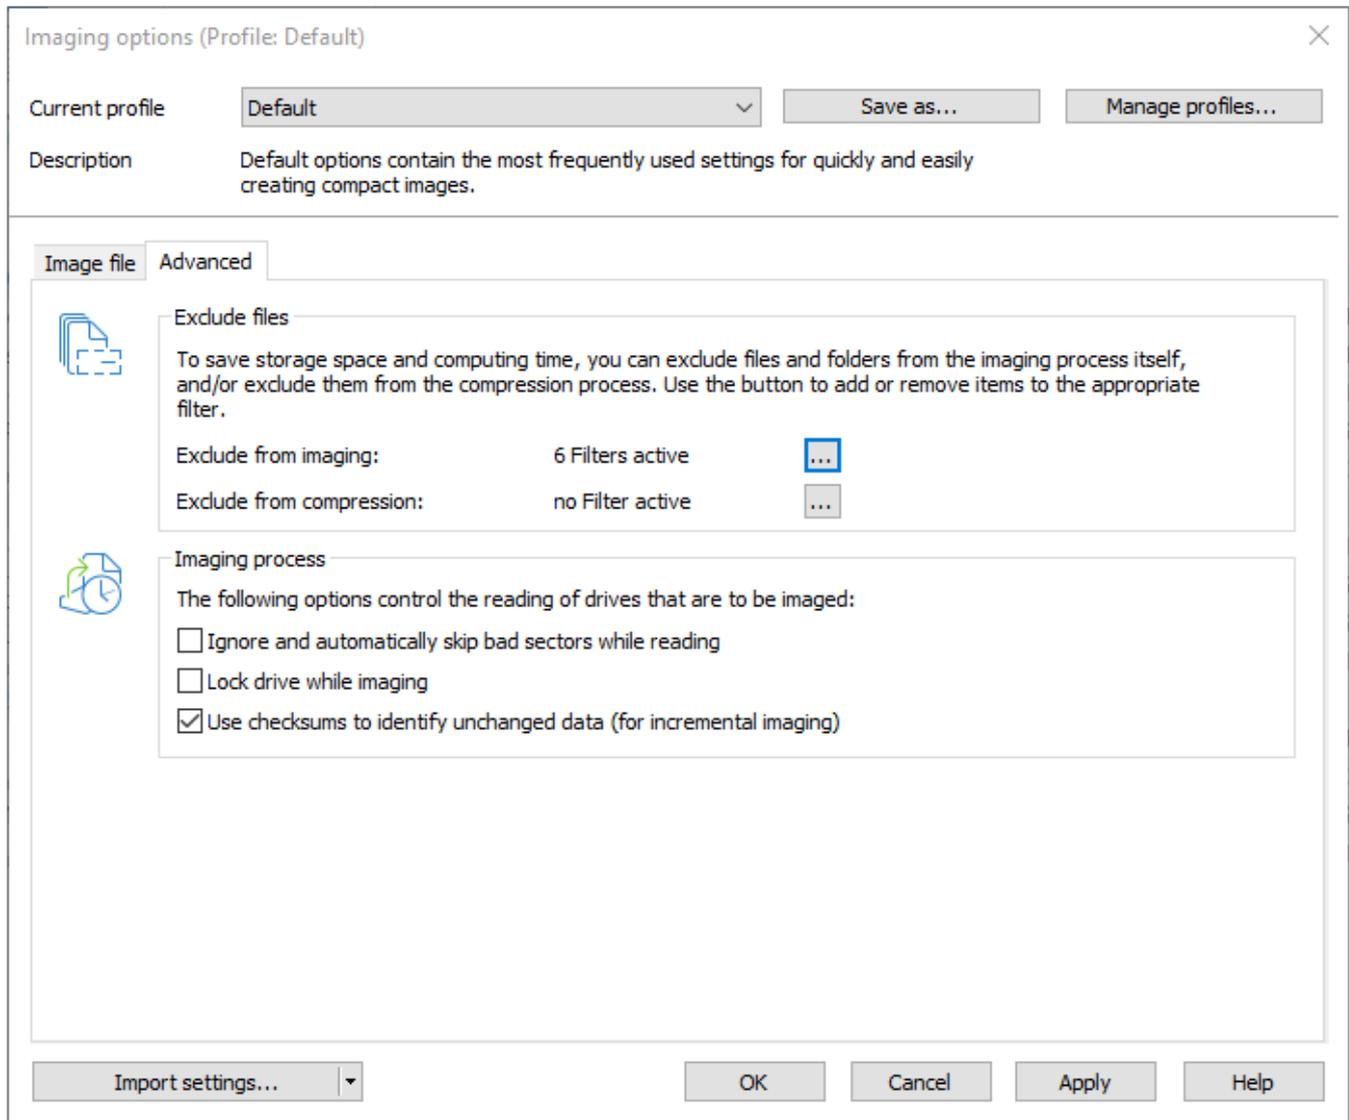 Imaging options (Profile: Default)
Current profile
Default
Save as...
Manage profiles...
Description
Default options contain the most frequently used settings for quickly and easily
creating compact images.
Image file
Advanced
Exclude files
To save storage space and computing time, you can exclude files and folders from the imaging process itself,
and/or exclude them from the compression process. Use the button to add or remove items to the appropriate
filter.
Exclude from imaging:
6 Filters active
...
Exclude from compression:
no Filter active
...
Imaging process
The following options control the reading of drives that are to be imaged:
Ignore and automatically skip bad sectors while reading
Lock drive while imaging
Use checksums to identify unchanged data (for incremental imaging)
Import settings...
OK
Cancel
Apply
Help